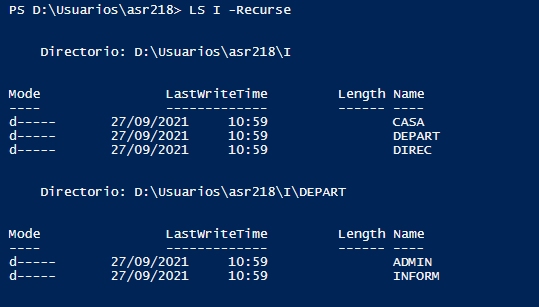 PS D:\Usuarios\asr218> LS I -Recurse
Directorio: D:\Usuarios\asr218\I
Mode LastWriteTime Length Name
---- ------------- ------ ----
d----- 27/09/2021 10:59 CASA
d----- 27/09/2021 10:59 DEPART
d----- 27/09/2021 10:59 DIREC
Directorio: D:\Usuarios\asr218\I\DEPART
Mode LastWriteTime Length Name
---- ------------- ------ ----
d----- 27/09/2021 10:59 ADMIN
d----- 27/09/2021 10:59 INFORM